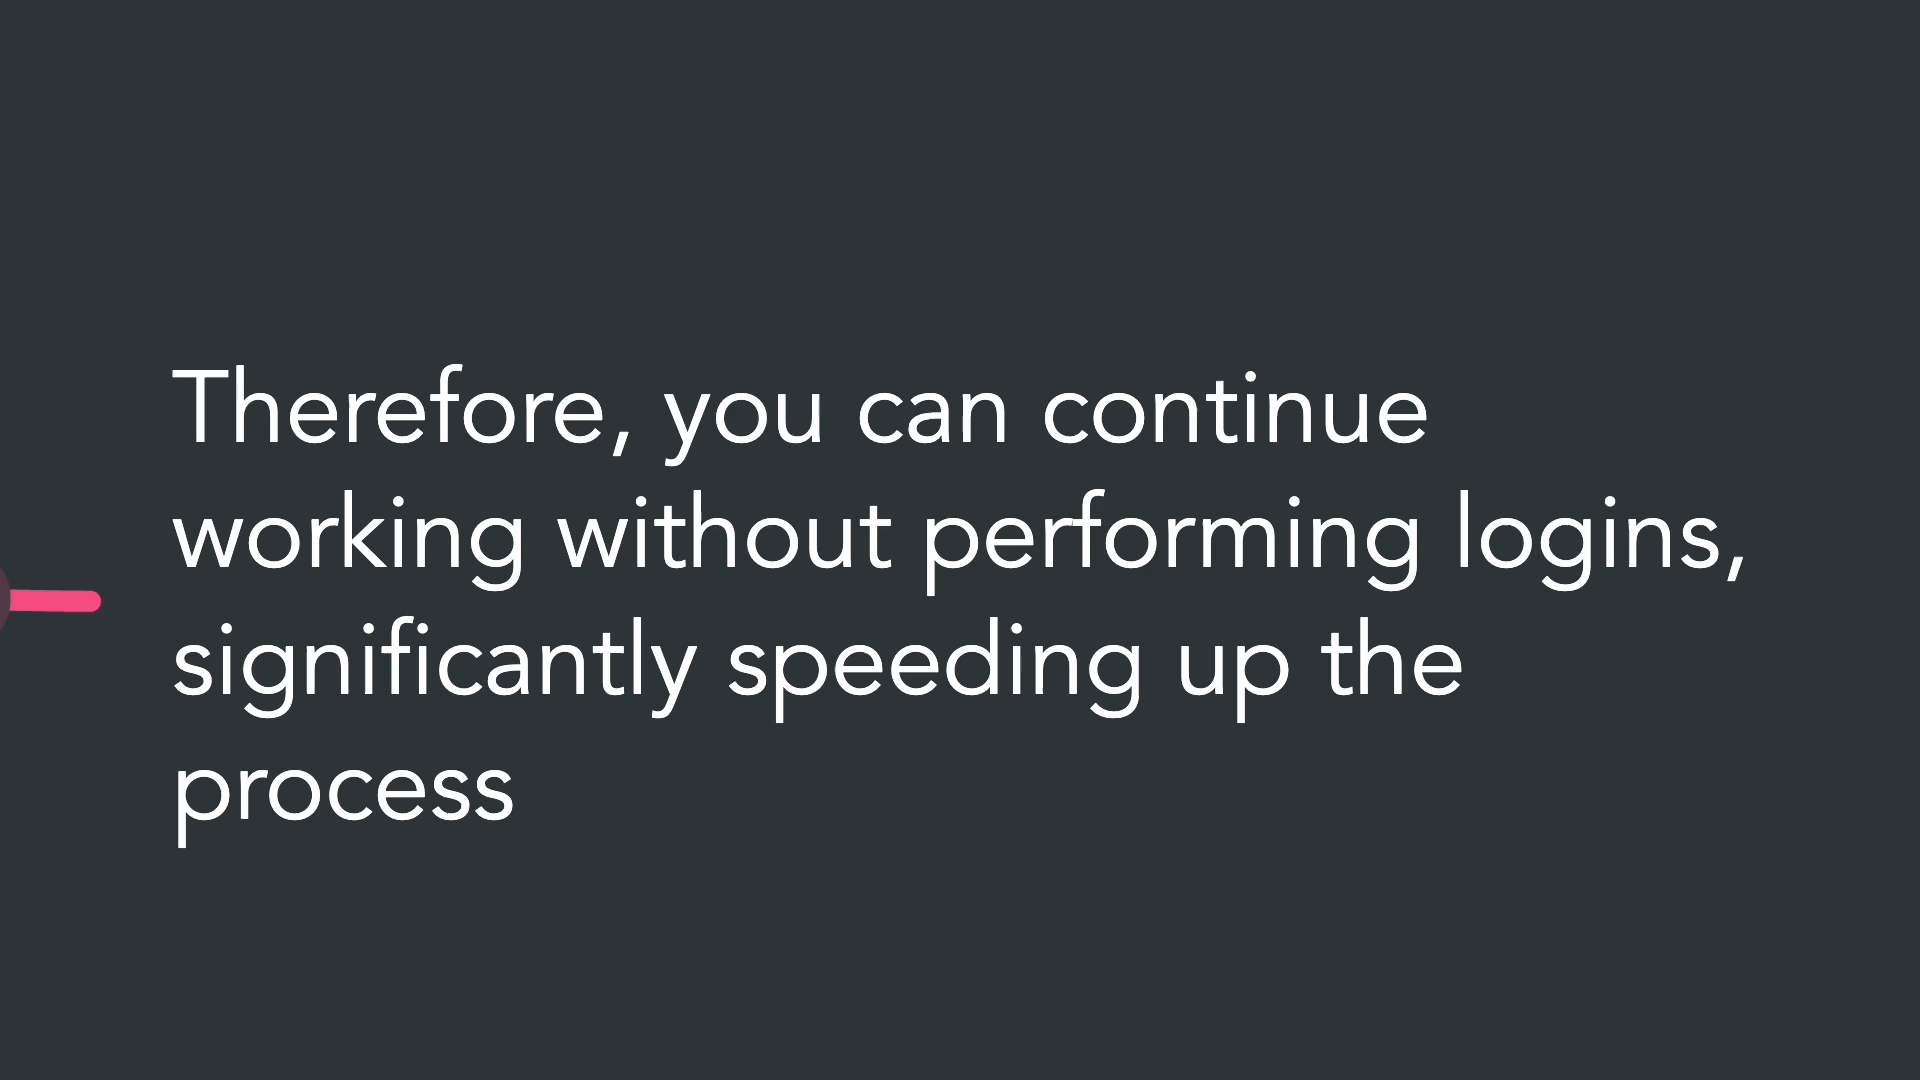 Therefore, you can continue
working without performing logins,
significantly speeding up the
process